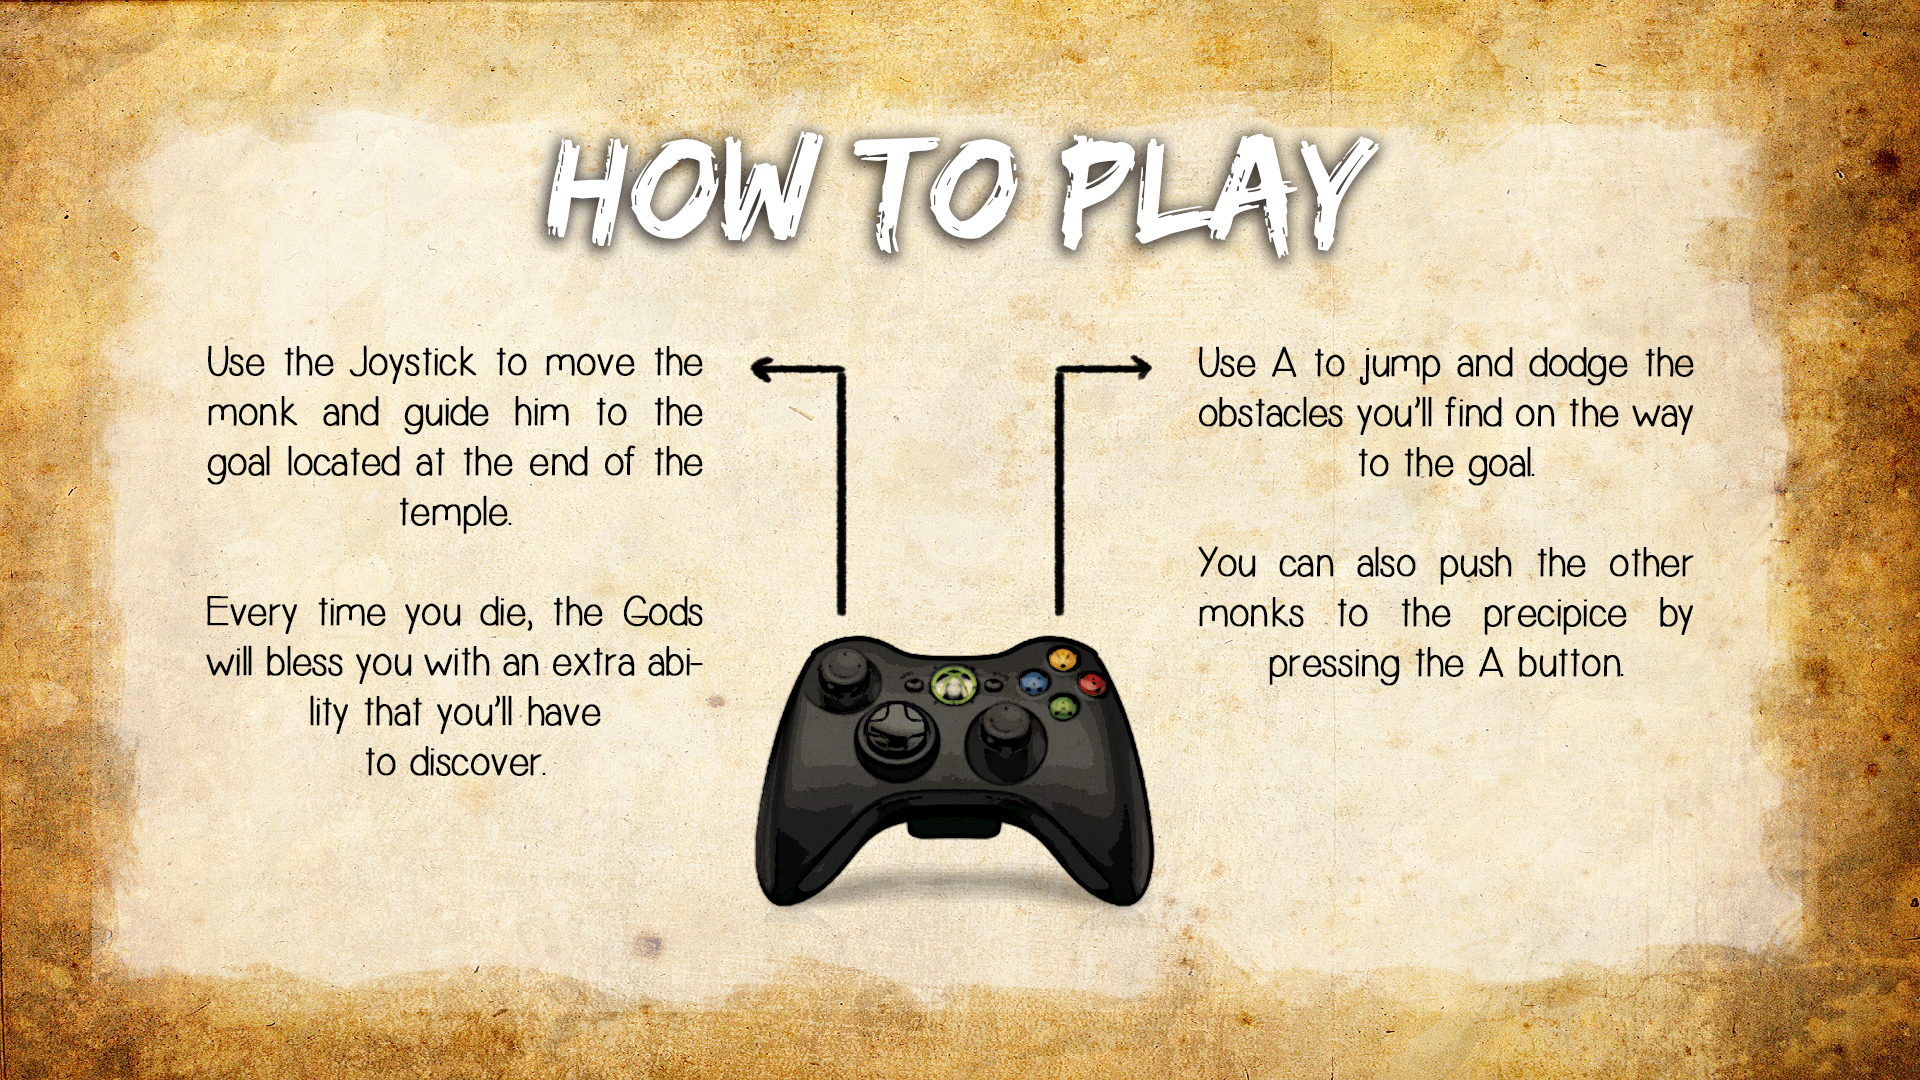 HOW TO PLAY
Use the Joystick to move the
monk and guide him to the
goal located at the end of the
temple.
Every time you die, the Gods
will bless you with an extra abi-
lity that you'll have
to discover.
Use A to jump and dodge the
obstacles you'll find on the way
to the goal.
You can also push the other
monks to the precipice by
pressing the A button.